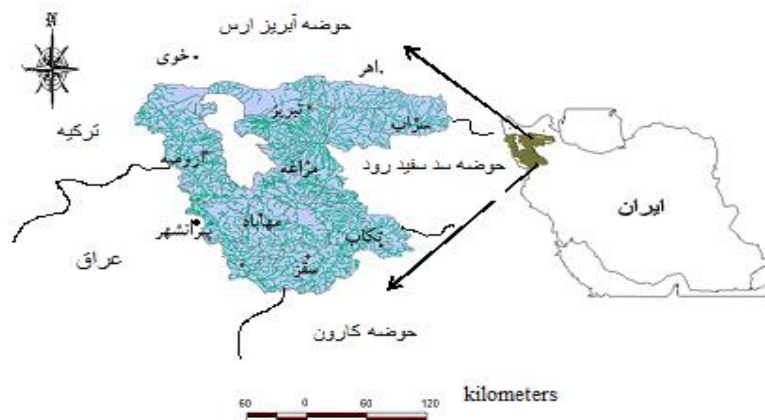 حوضه آبریز ارس
N
خوی
اهر
تبریز
سراب
ترکیه
ارومیه
مراغه
حوضه سد سفید رود
ایران
مهاباد
پیرانشهر
تکاب
عراق
سقز
حوضه کارون
60 0 60 120 kilometers